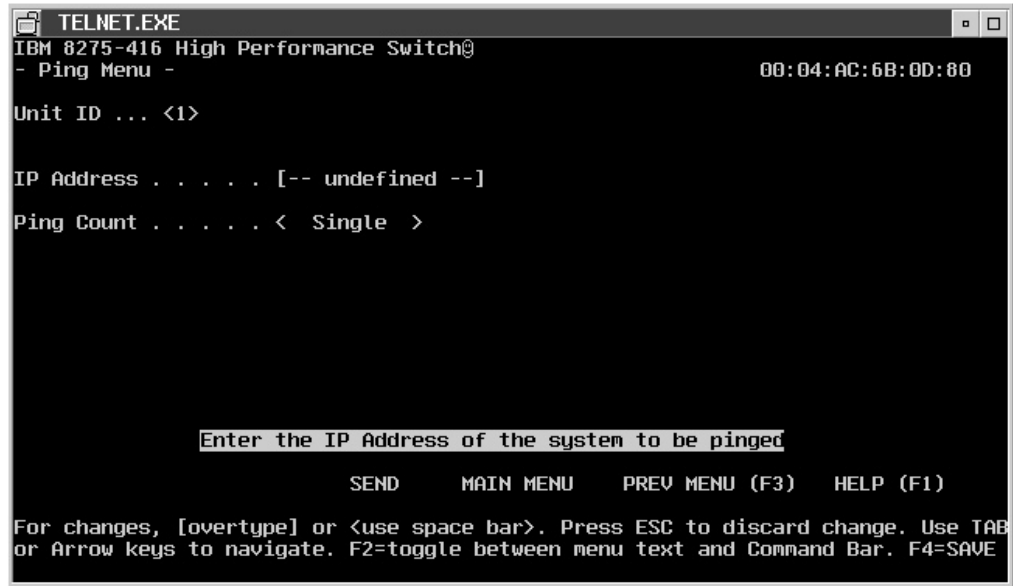 TELNET.EXE
IBM 8275-416 High Performance Switch@
- Ping Menu - 00:04:AC:6B:0D:80
Unit ID ... <1>
IP Address . . . . . [-- undefined --]
Ping Count . . . . . < Single >
Enter the IP Address of the system to be pinged
SEND MAIN MENU PREV MENU (F3) HELP (F1)
For changes, [overtype] or <use space bar>. Press ESC to discard change. Use TAB
or Arrow keys to navigate. F2=toggle between menu text and Command Bar. F4=SAVE